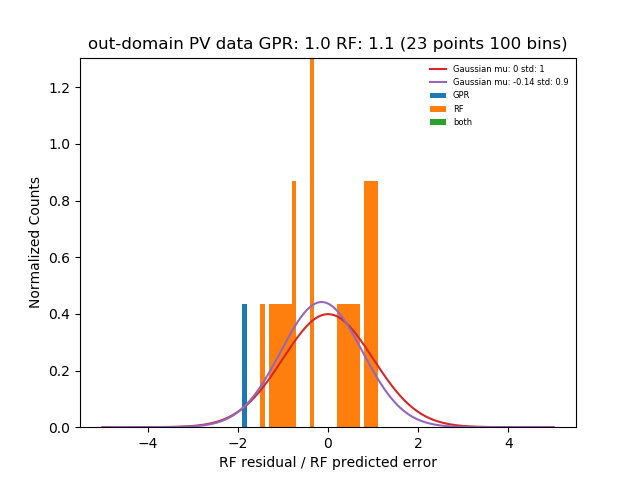 out-domain PV data GPR: 1.0 RF: 1.1 (23 points 100 bins)
Gaussian mu: 0 std: 1
Gaussian mu: -0.14 std: 0.9
GPR
RF
both
Normalized Counts
1.2
1.0
0.8
0.6
0.4
0.2
0.0
−4
−2
0
2
4
RF residual / RF predicted error